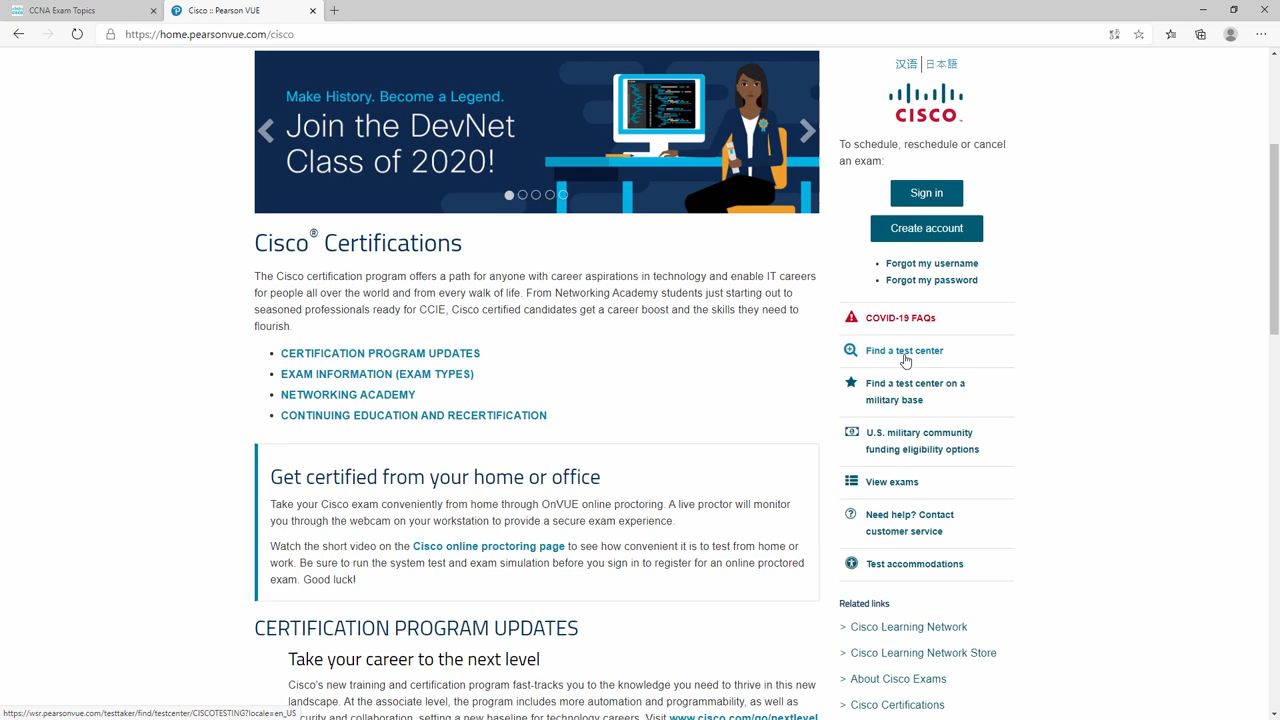 CCNA Exam Topics
Cisco :: Pearson VUE
https://home.pearsonvue.com/cisco
Make History. Become a Legend.
Join the DevNet
Class of 2020!
Cisco® Certifications
The Cisco certification program offers a path for anyone with career aspirations in technology and enable IT careers
for people all over the world and from every walk of life. From Networking Academy students just starting out to
seasoned professionals ready for CCIE, Cisco certified candidates get a career boost and the skills they need to
flourish.
• CERTIFICATION PROGRAM UPDATES
• EXAM INFORMATION (EXAM TYPES)
• NETWORKING ACADEMY
• CONTINUING EDUCATION AND RECERTIFICATION
Get certified from your home or office
Take your Cisco exam conveniently from home through OnVUE online proctoring. A live proctor will monitor
you through the webcam on your workstation to provide a secure exam experience.
Watch the short video on the Cisco online proctoring page to see how convenient it is to test from home or
work. Be sure to run the system test and exam simulation before you sign in to register for an online proctored
exam. Good luck!
CERTIFICATION PROGRAM UPDATES
Take your career to the next level
Cisco's new training and certification program fast-tracks you to the knowledge you need to thrive in this new
landscape. At the associate level, the program includes more automation and programmability, as well as
curity and collaboration, setting a new baseline for technology careers. Visit www.cisco.com/go/nextlevel
汉语 | 日本語
CISCO
To schedule, reschedule or cancel
an exam:
Sign in
Create account
• Forgot my username
• Forgot my password
COVID-19 FAQs
Find a test center
Find a test center on a
military base
U.S. military community
funding eligibility options
View exams
Need help? Contact
customer service
Test accommodations
Related links
> Cisco Learning Network
> Cisco Learning Network Store
> About Cisco Exams
> Cisco Certifications
https://wsr.pearsonvue.com/testtaker/find/testcenter/CISCOTESTING?locale=en_US